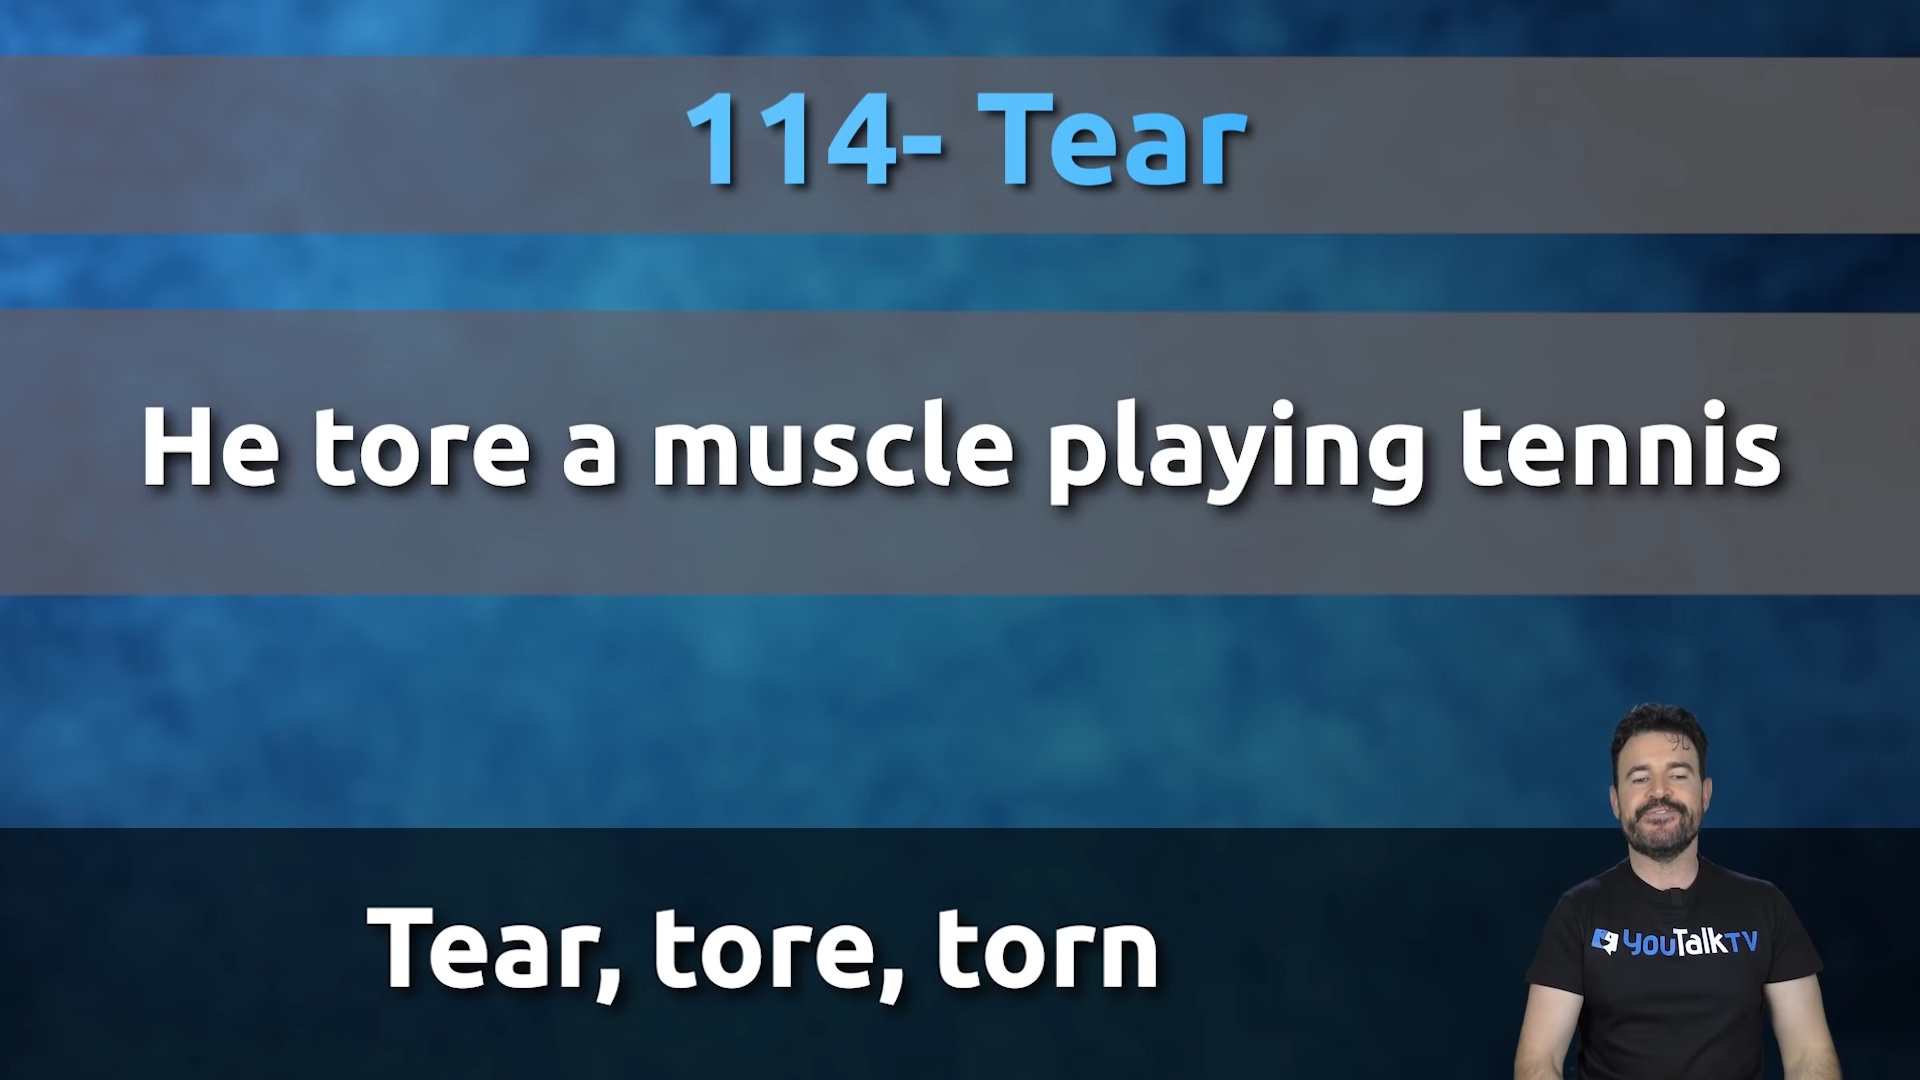 114- Tear
He tore a muscle playing tennis
Tear, tore, torn
YouTalkTV